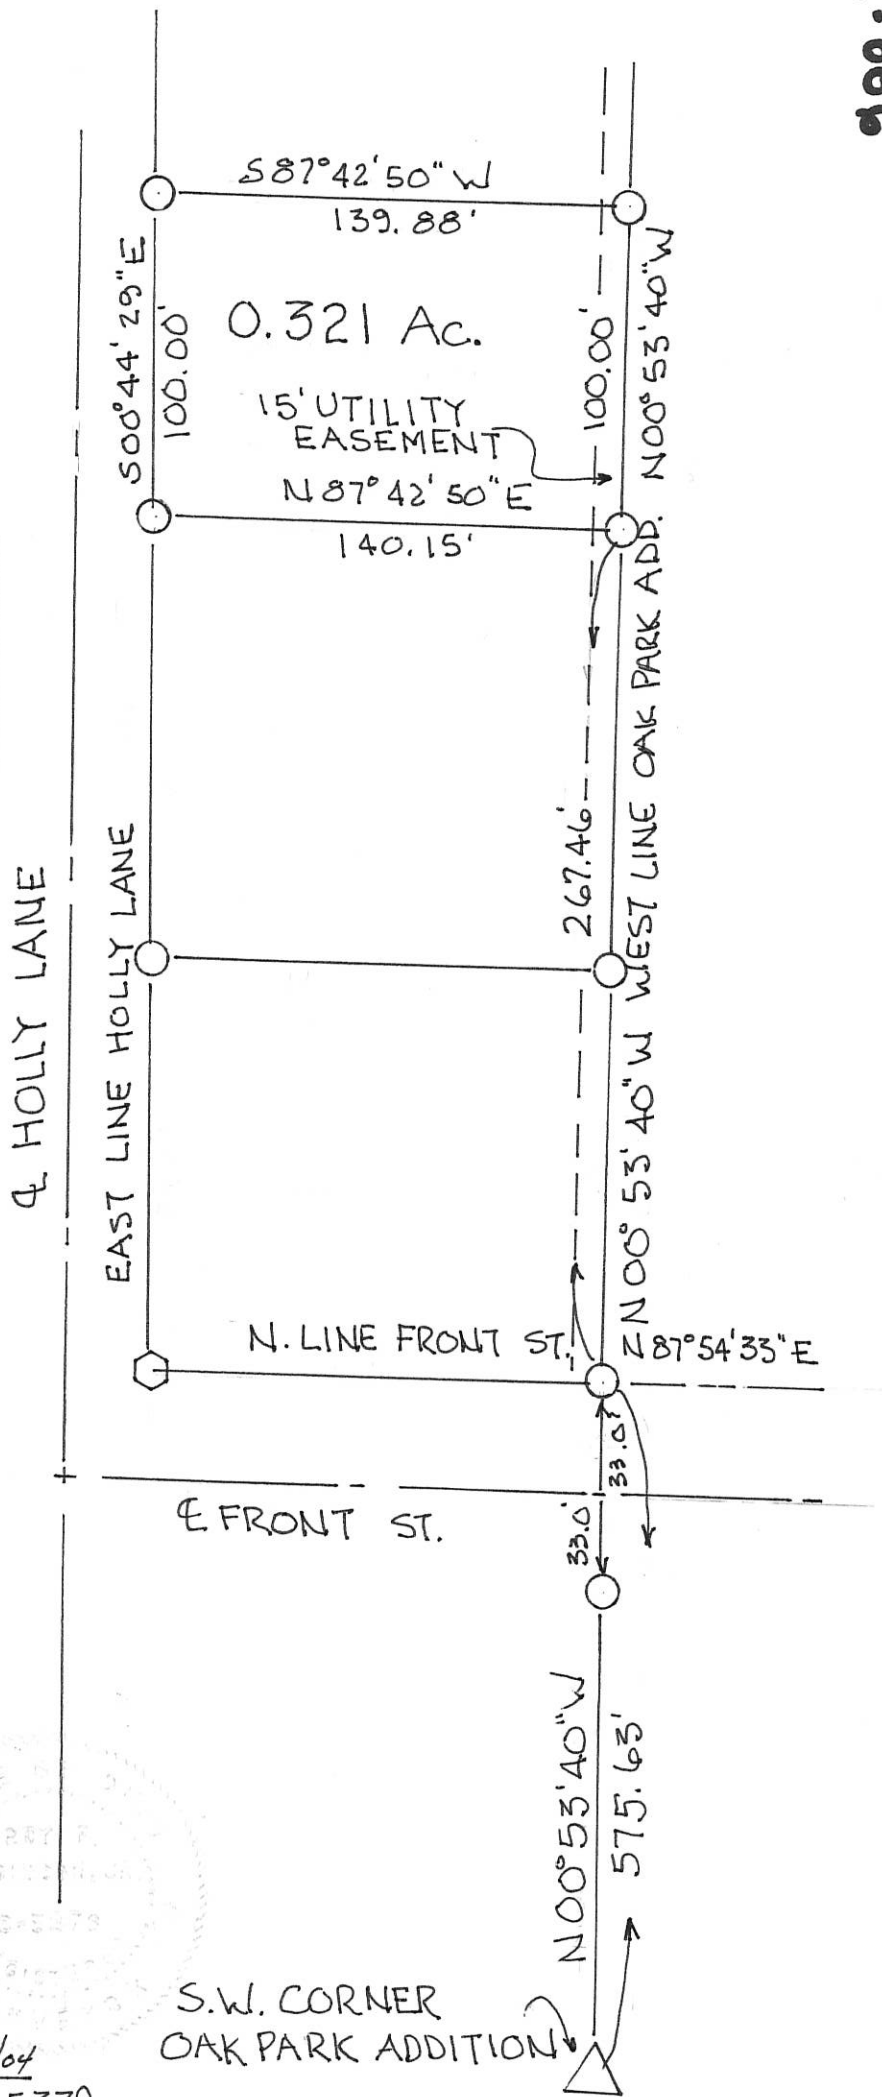 S87°42'50"W
139.88'
S00°44'29"E
100.00'
0.321 Ac.
100.00'
N00°53'40"W
15' UTILITY
EASEMENT
N87°42'50"E
140.15'
267.46'
WEST LINE OAK PARK ADD.
N00°53'40"W
℄ HOLLY LANE
EAST LINE HOLLY LANE
N. LINE FRONT ST.
N87°54'33"E
33.0'
33.0'
℄ FRONT ST.
N00°53'40"W
575.63'
S.W. CORNER
OAK PARK ADDITION